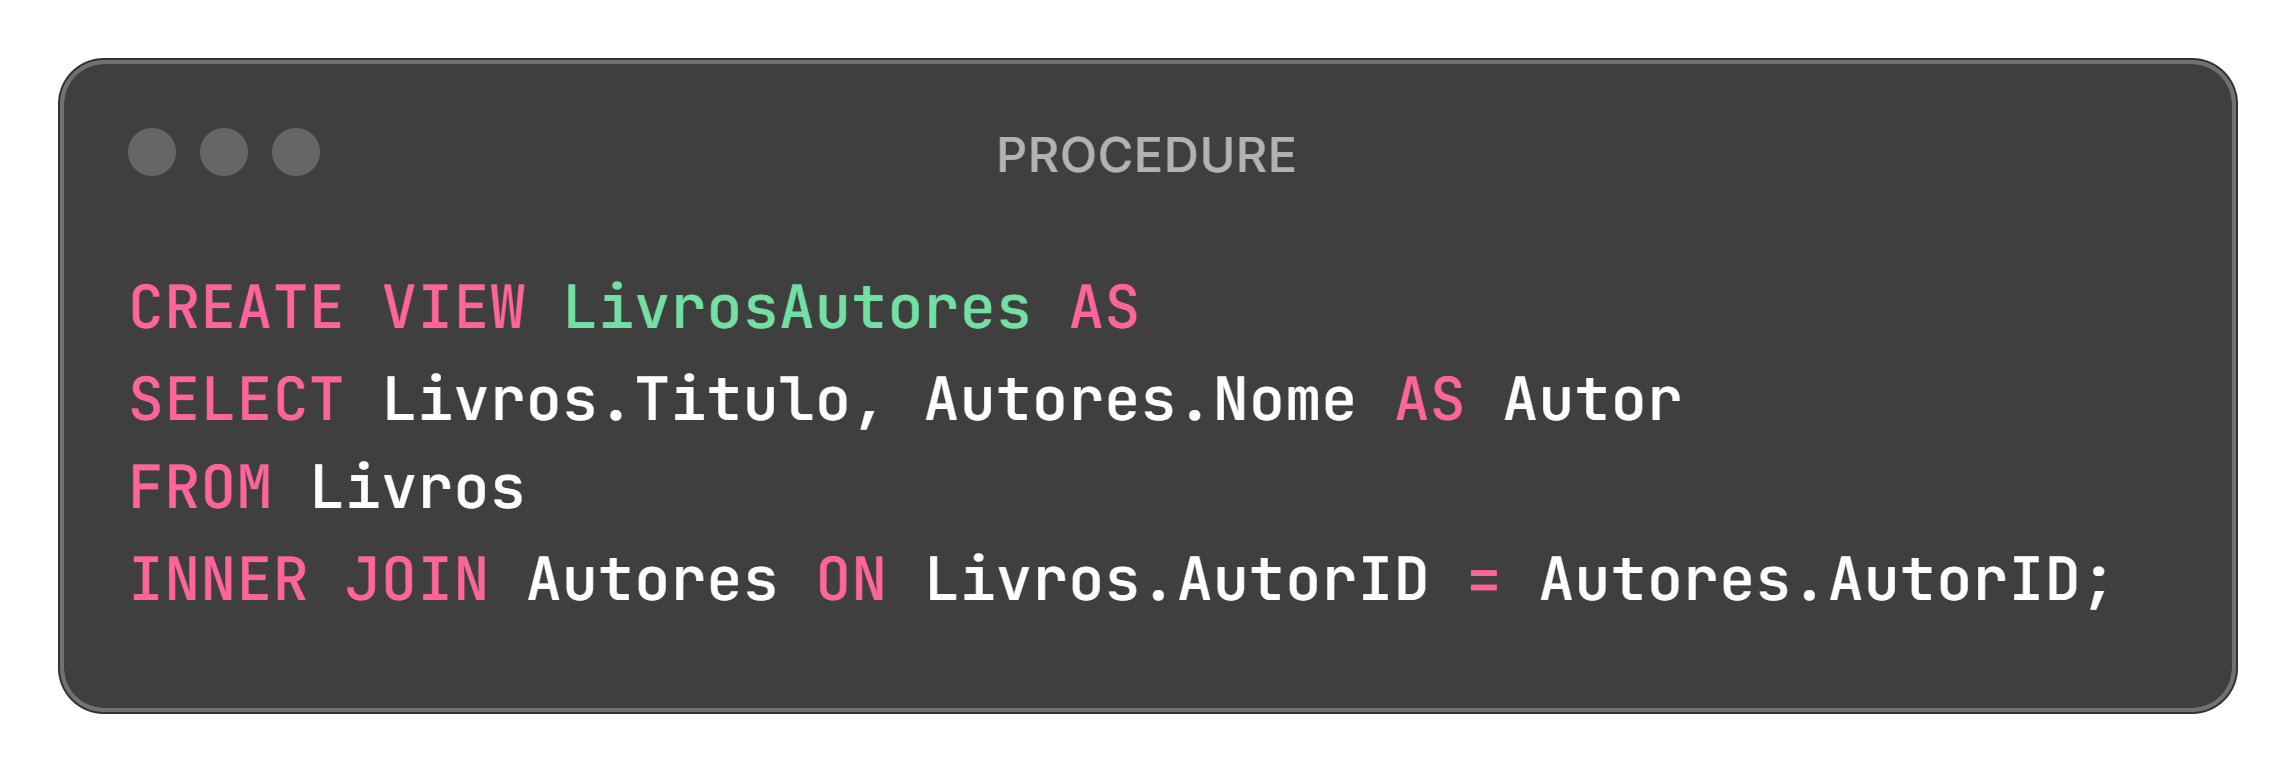 PROCEDURE
CREATE VIEW LivrosAutores AS
SELECT Livros.Titulo, Autores.Nome AS Autor
FROM Livros
INNER JOIN Autores ON Livros.AutorID = Autores.AutorID;